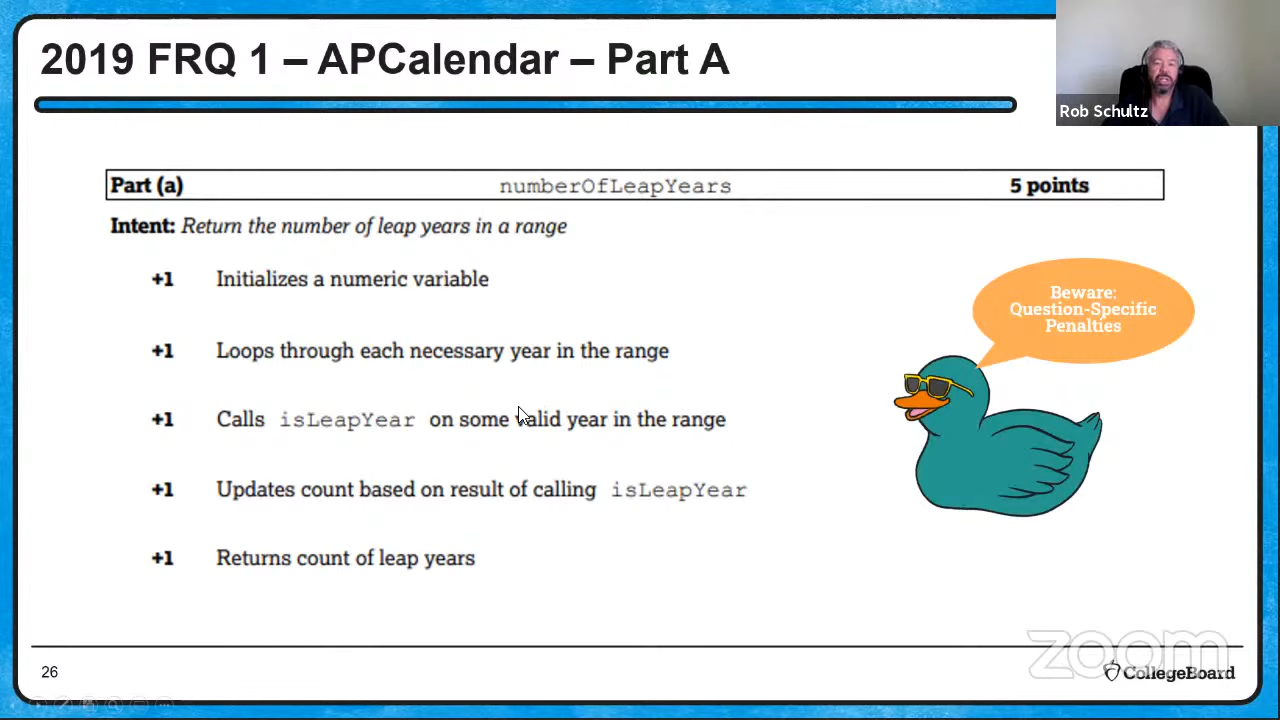 2019 FRQ 1 – APCalendar – Part A
Rob Schultz
Part (a) numberOfLeapYears 5 points
Intent: Return the number of leap years in a range
+1 Initializes a numeric variable
Beware:
Question-Specific
Penalties
+1 Loops through each necessary year in the range
+1 Calls isLeapYear on some valid year in the range
+1 Updates count based on result of calling isLeapYear
+1 Returns count of leap years
zoom
26
CollegeBoard